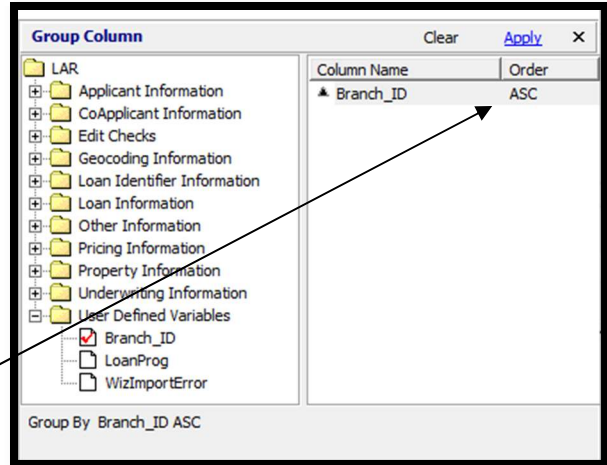 Group Column Clear Apply ×
LAR
Applicant Information
CoApplicant Information
Edit Checks
Geocoding Information
Loan Identifier Information
Loan Information
Other Information
Pricing Information
Property Information
Underwriting Information
User Defined Variables
Branch_ID
LoanProg
WizImportError
Column Name Order
Branch_ID ASC
Group By Branch_ID ASC